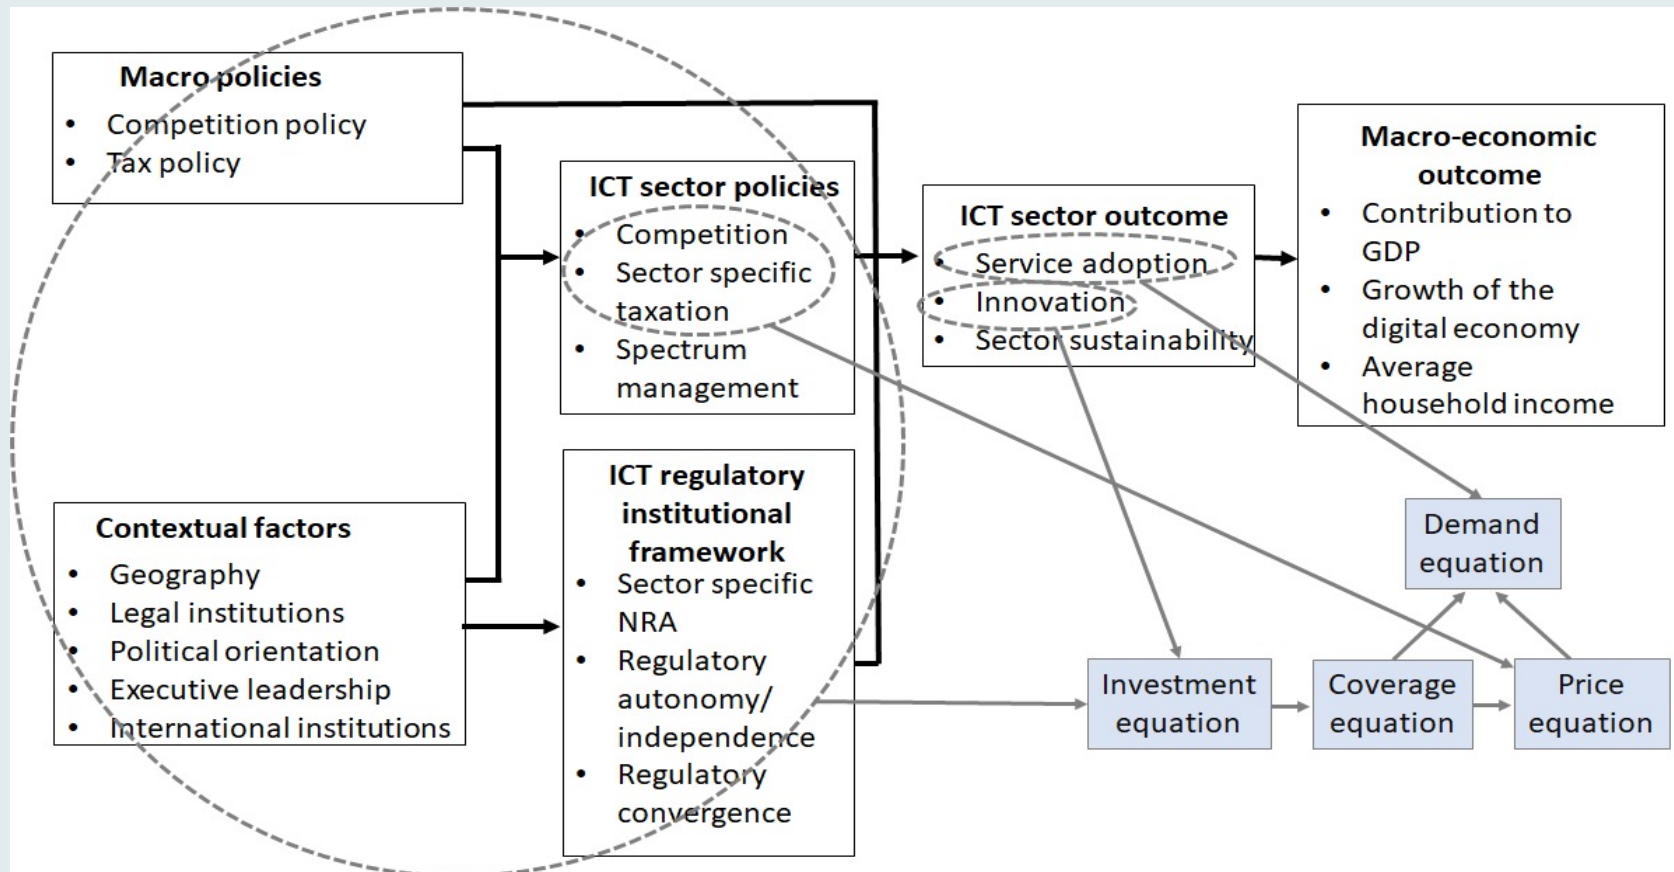 Macro policies
• Competition policy
• Tax policy
Contextual factors
• Geography
• Legal institutions
• Political orientation
• Executive leadership
• International institutions
ICT sector policies
• Competition
• Sector specific
taxation
• Spectrum
management
ICT regulatory
institutional
framework
• Sector specific
NRA
• Regulatory
autonomy/
independence
• Regulatory
convergence
ICT sector outcome
• Service adoption
• Innovation
• Sector sustainability
Macro-economic
outcome
• Contribution to
GDP
• Growth of the
digital economy
• Average
household income
Demand
equation
Investment
equation
Coverage
equation
Price
equation